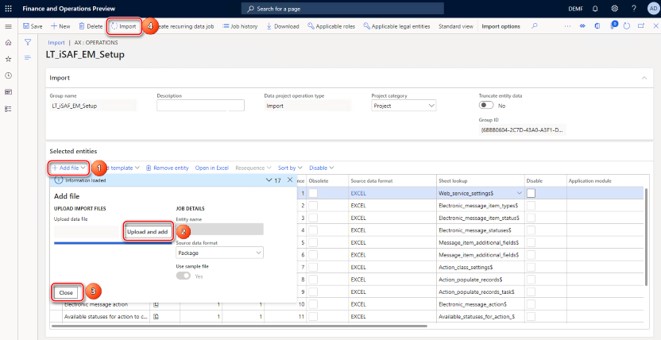 Finance and Operations Preview
Search for a page
DEMF
AD
Save
New
Delete
Import
Create recurring data job
Job history
Download
Applicable roles
Applicable legal entities
Standard view
Import options
4
Import | AX : OPERATIONS
LT_iSAF_EM_Setup
Import
Group name
Description
Data project operation type
Project category
Truncate entity data
LT_iSAF_EM_Setup
Import
Project
No
Group ID
Selected entities
+ Add file
1
template
Remove entity
Open in Excel
Resequence
Sort by
Disable
Information loaded
17
Obsolete
Source data format
Sheet lookup
Disable
Application module
1 EXCEL Web_service_settings$
2 EXCEL Electronic_message_item_types$
3 EXCEL Electronic_message_item_status$
4 EXCEL Electronic_message_statuses$
5 EXCEL Message_item_additional_fields$
6 EXCEL Message_item_additional_fields$
7 EXCEL Action_class_settings$
8 EXCEL Action_populate_records$
9 EXCEL Action_populate_records_task$
10 EXCEL Electronic_message_action$
11 EXCEL Available_statuses_for_action_$
Add file
UPLOAD IMPORT FILES
Upload data file
Upload and add
2
JOB DETAILS
Entity name
Source data format
Package
Use sample file
Yes
Close
3
Electronic message action 1 1
Available statuses for action to c... 1 1